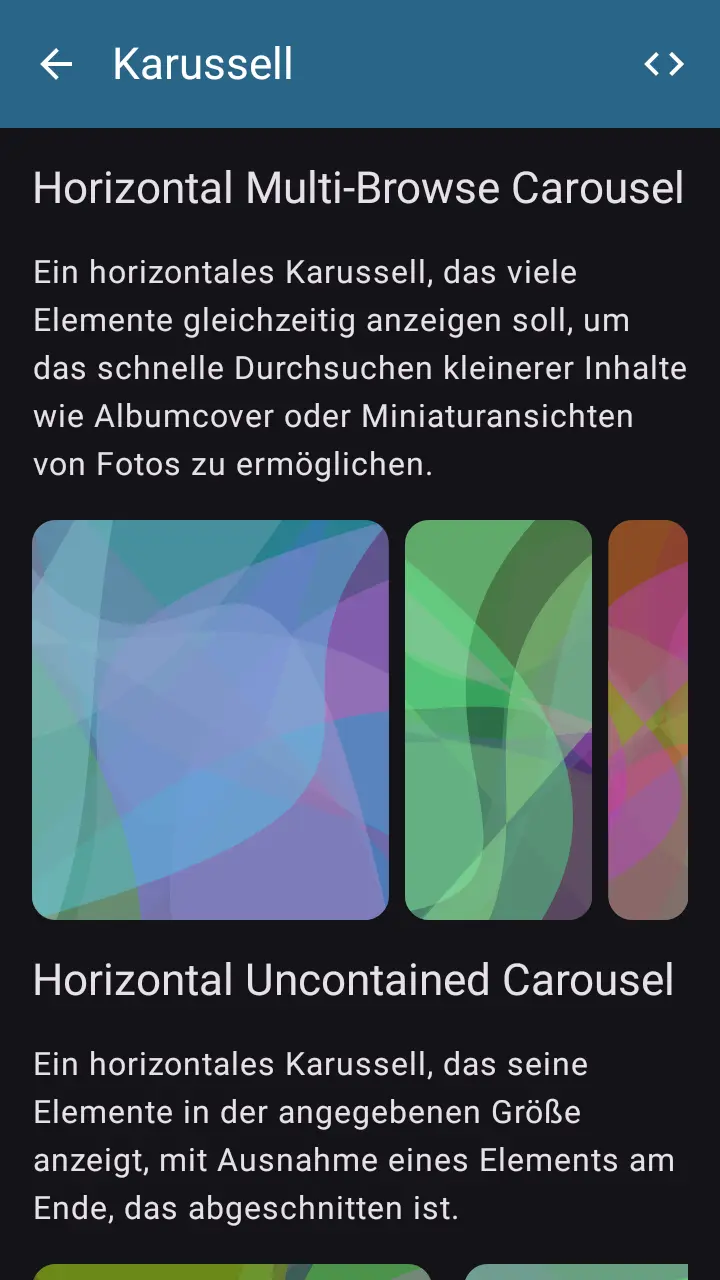 Karussell
Horizontal Multi-Browse Carousel
Ein horizontales Karussell, das viele
Elemente gleichzeitig anzeigen soll, um
das schnelle Durchsuchen kleinerer Inhalte
wie Albumcover oder Miniaturansichten
von Fotos zu ermöglichen.
Horizontal Uncontained Carousel
Ein horizontales Karussell, das seine
Elemente in der angegebenen Größe
anzeigt, mit Ausnahme eines Elements am
Ende, das abgeschnitten ist.